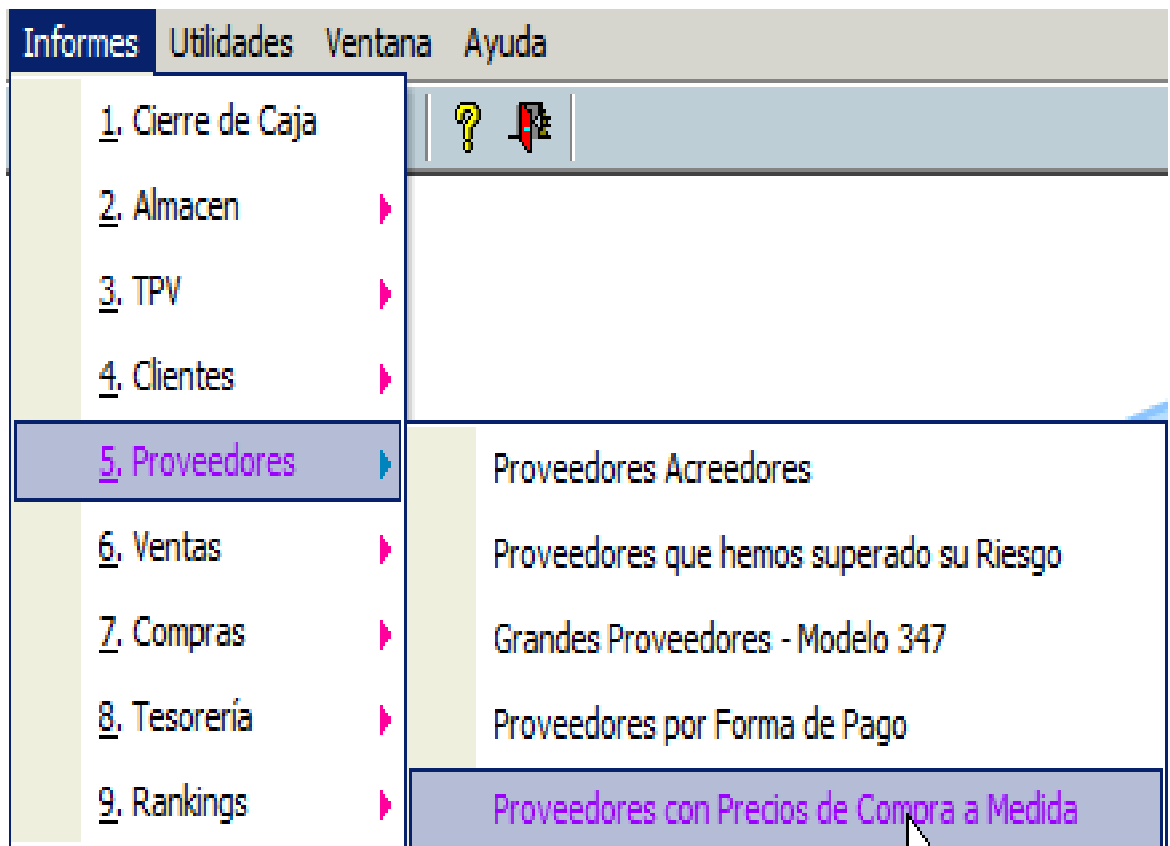 Informes Utilidades Ventana Ayuda
1. Cierre de Caja
2. Almacen
3. TPV
4. Clientes
5. Proveedores
6. Ventas
7. Compras
8. Tesorería
9. Rankings
Proveedores Acreedores
Proveedores que hemos superado su Riesgo
Grandes Proveedores - Modelo 347
Proveedores por Forma de Pago
Proveedores con Precios de Compra a Medida